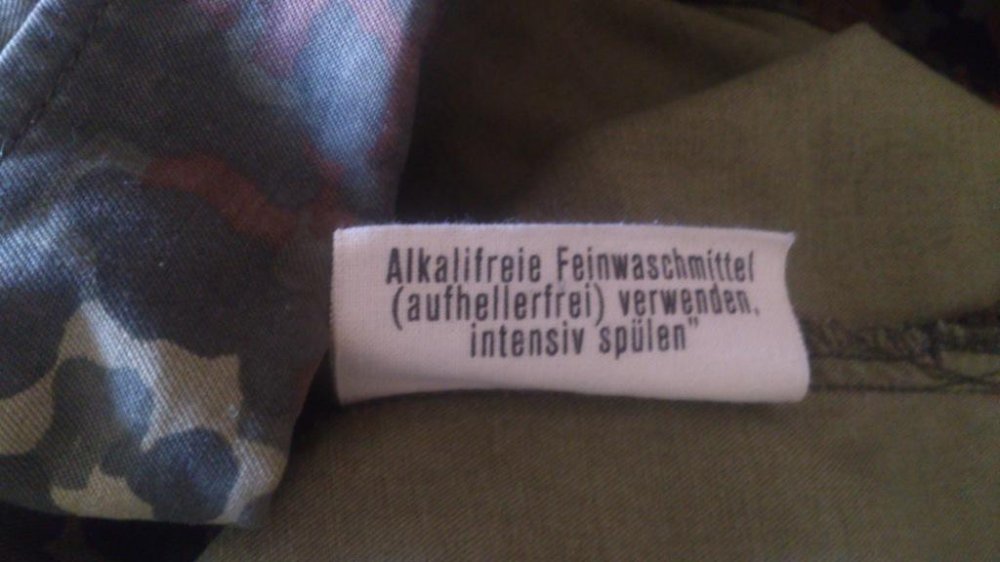 Alkalifreie Feinwaschmittel
(aufhellerfrei) verwenden,
intensiv spülen"